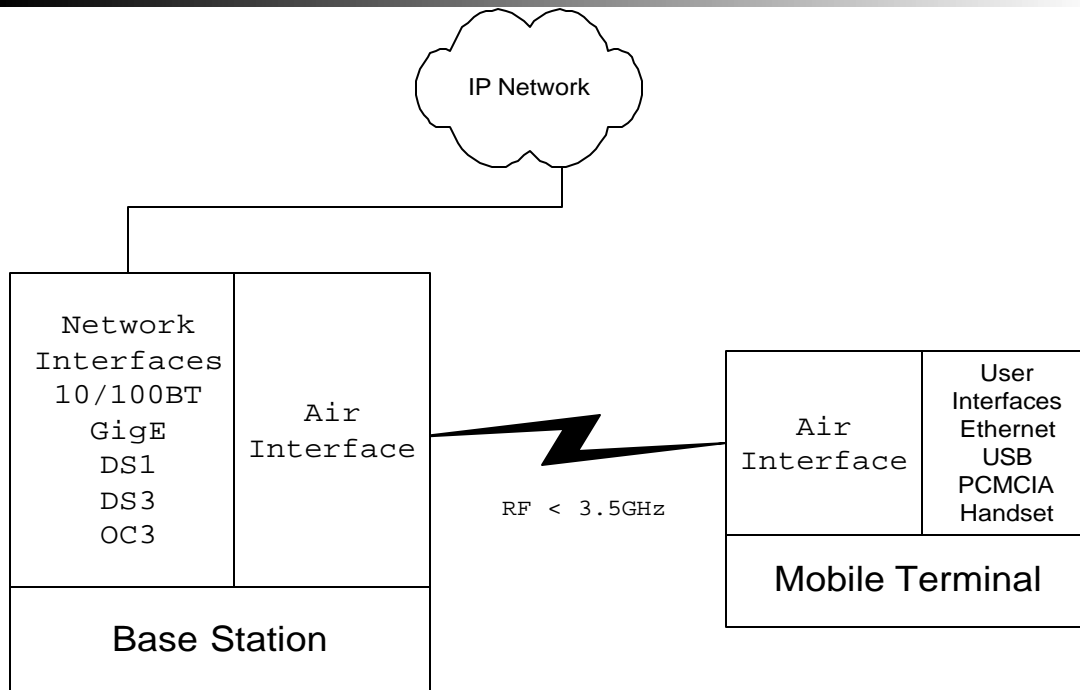 IP Network
Network
Interfaces
10/100BT
GigE
DS1
DS3
OC3
Air
Interface
Base Station
RF < 3.5GHz
Air
Interface
User
Interfaces
Ethernet
USB
PCMCIA
Handset
Mobile Terminal